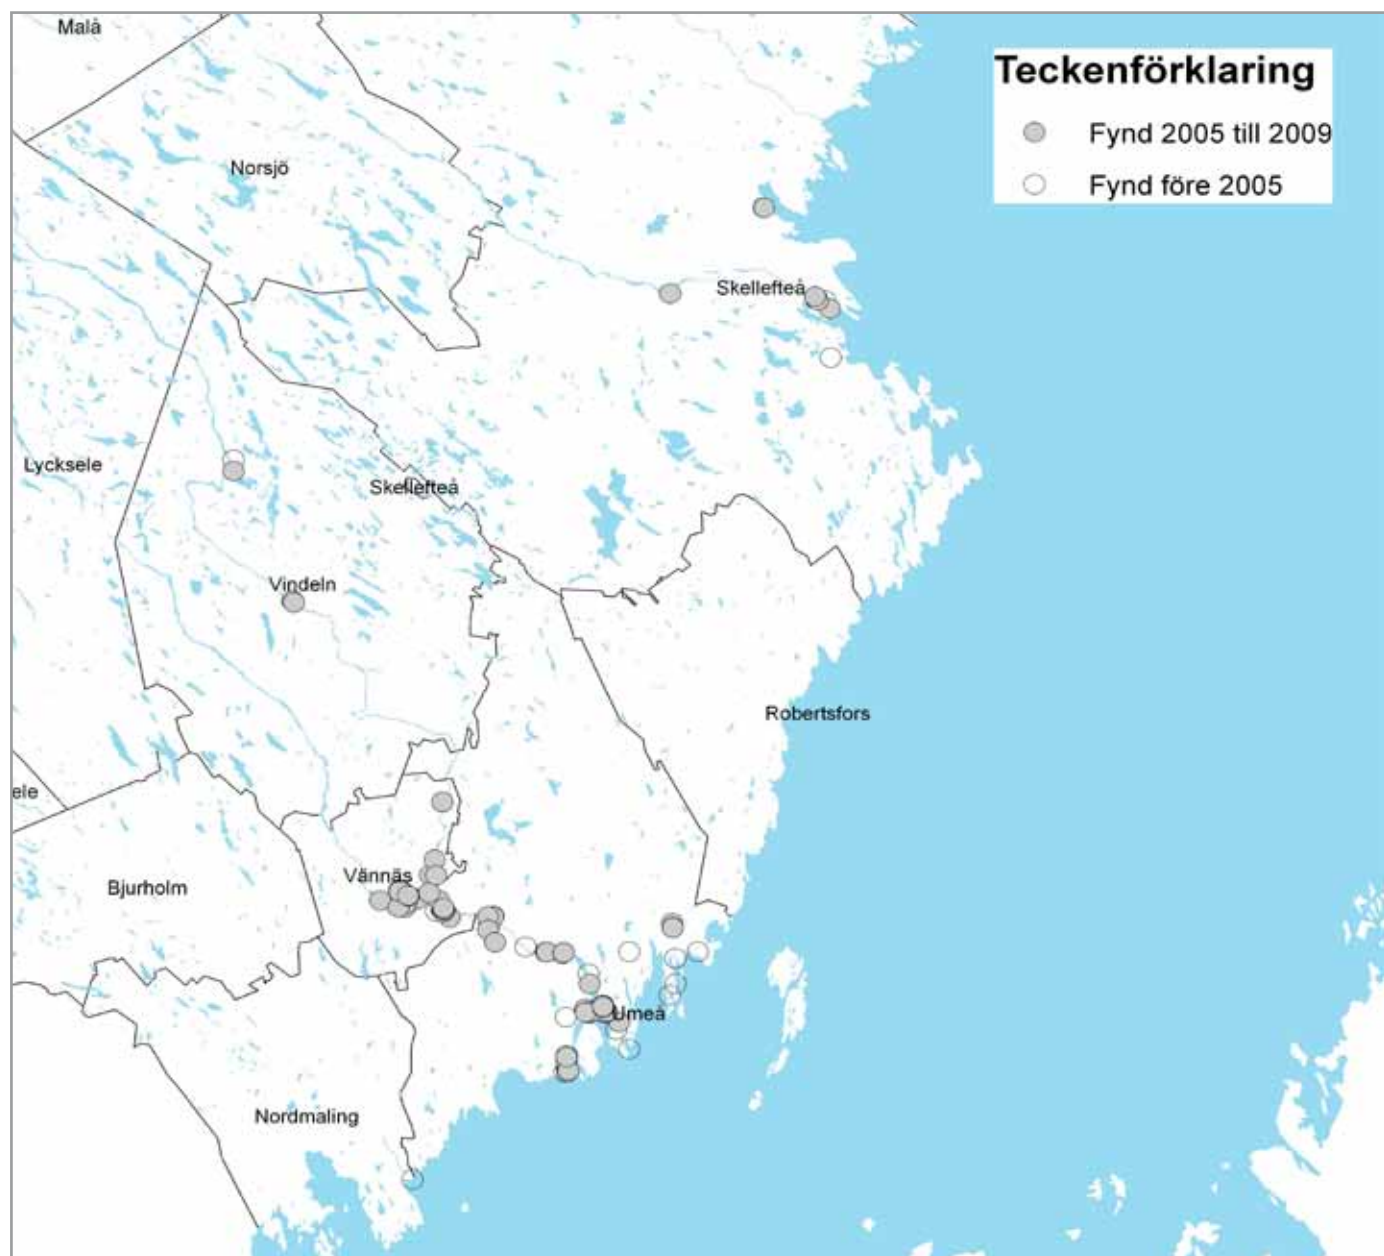 Malå
Teckenförklaring
Fynd 2005 till 2009
Fynd före 2005
Norsjö
Skellefteå
Lycksele
Skellefteå
Vindeln
Robertsfors
ele
Vännäs
Bjurholm
Umeå
Nordmaling